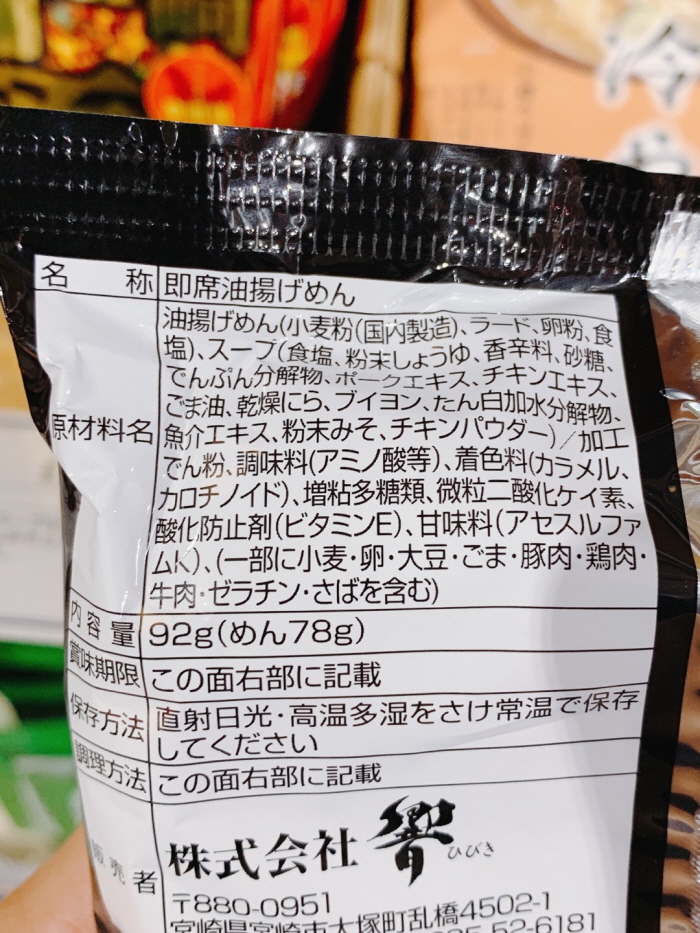 冷
名 称 即席油揚げめん
原材料名
油揚げめん(小麦粉(国内製造)、ラード、卵粉、食
塩)、スープ(食塩、粉末しょうゆ、香辛料、砂糖、
でんぷん分解物、ポークエキス、チキンエキス、
ごま油、乾燥にら、ブイヨン、たん白加水分解物、
魚介エキス、粉末みそ、チキンパウダー)/加工
でん粉、調味料(アミノ酸等)、着色料(カラメル、
カロチノイド)、増粘多糖類、微粒二酸化ケイ素、
酸化防止剤(ビタミンE)、甘味料(アセスルファ
ムK)、(一部に小麦・卵・大豆・ごま・豚肉・鶏肉・
牛肉・ゼラチン・さばを含む)
内容量 92g(めん78g)
賞味期限 この面右部に記載
保存方法 直射日光・高温多湿をさけ常温で保存
してください
調理方法 この面右部に記載
販売者 株式会社 響 ひびき
〒880-0951
宮崎県宮崎市大塚町乱橋4502-1
52-6181